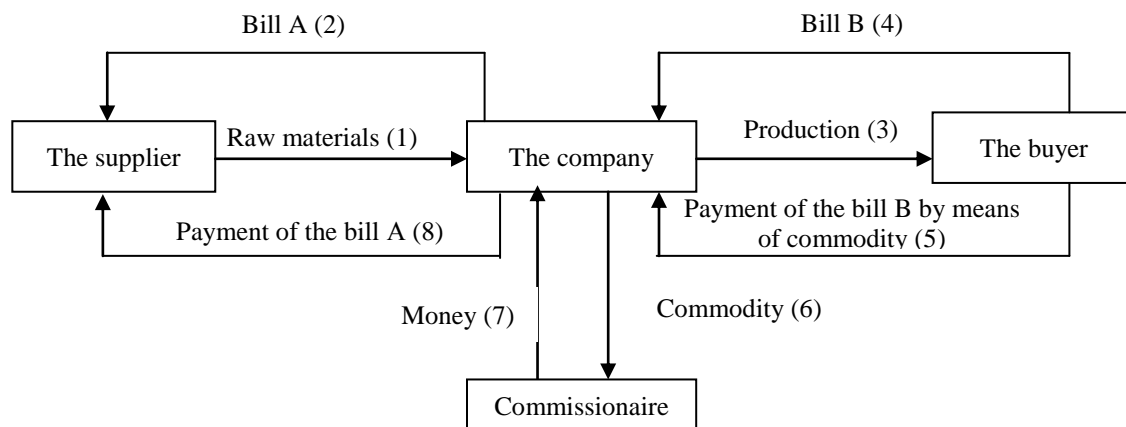 Bill A (2)
Bill B (4)
Raw materials (1)
Production (3)
The supplier
The company
The buyer
Payment of the bill A (8)
Payment of the bill B by means
of commodity (5)
Money (7)
Commodity (6)
Commissionaire